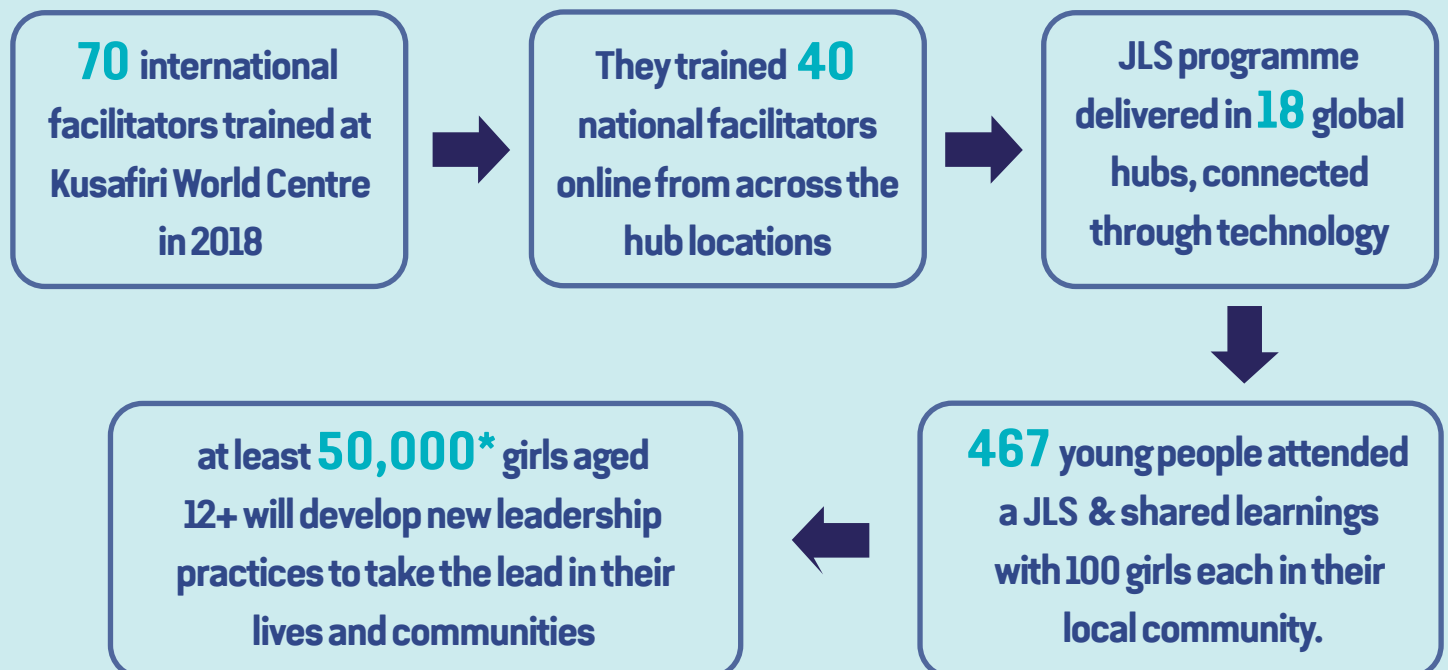 70 international
facilitators trained at
Kusafiri World Centre
in 2018
They trained 40
national facilitators
online from across the
hub locations
JLS programme
delivered in 18 global
hubs, connected
through technology
467 young people attended
a JLS & shared learnings
with 100 girls each in their
local community.
at least 50,000* girls aged
12+ will develop new leadership
practices to take the lead in their
lives and communities